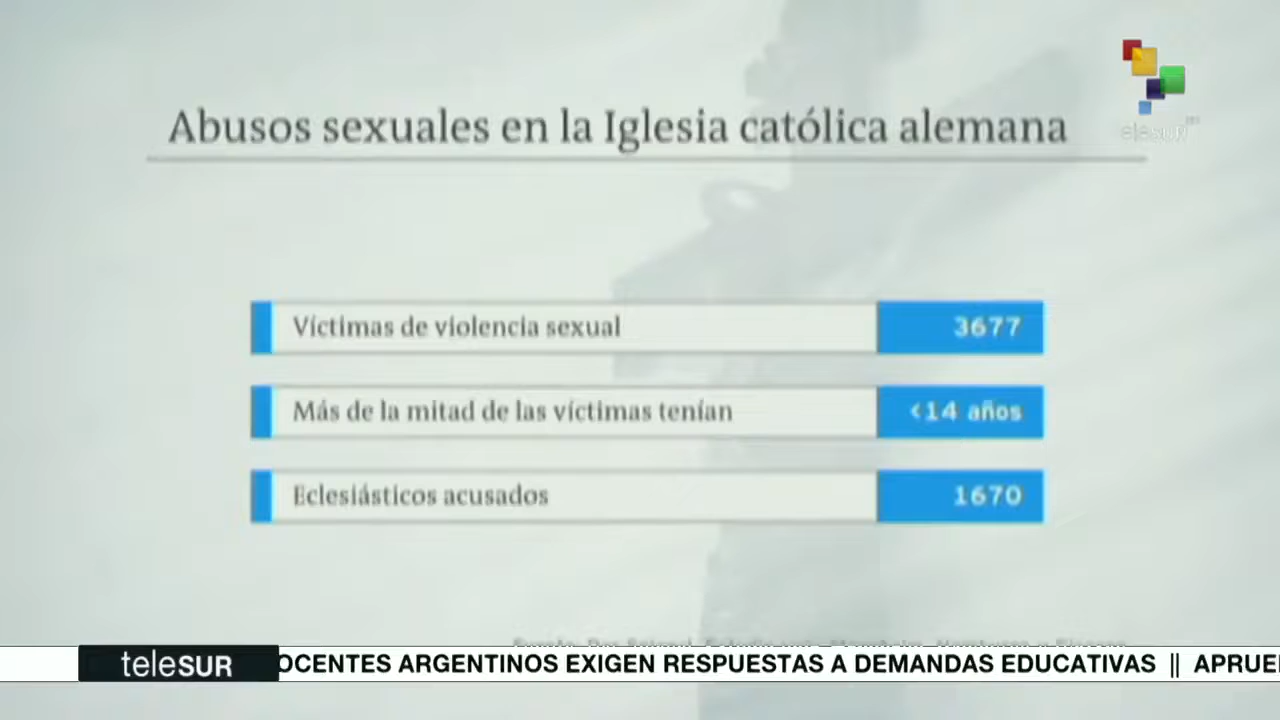 Abusos sexuales en la Iglesia católica alemana
teleSUR
Víctimas de violencia sexual 3677
Más de la mitad de las víctimas tenían <14 años
Eclesiásticos acusados 1670
teleSUR OCENTES ARGENTINOS EXIGEN RESPUESTAS A DEMANDAS EDUCATIVAS || APRUE